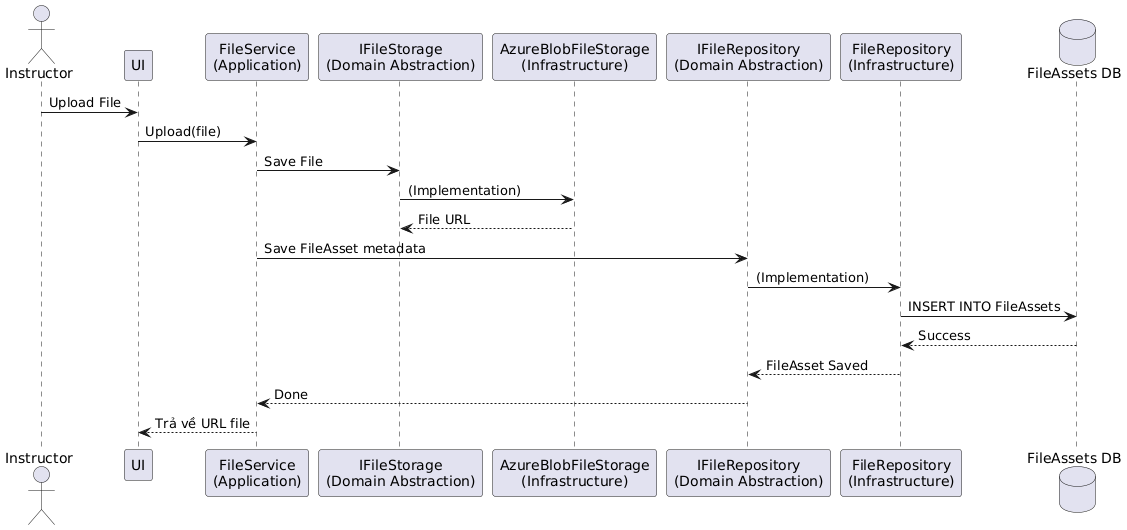 Instructor
UI
FileService
(Application)
IFileStorage
(Domain Abstraction)
AzureBlobFileStorage
(Infrastructure)
IFileRepository
(Domain Abstraction)
FileRepository
(Infrastructure)
FileAssets DB
Upload File
Upload(file)
Save File
(Implementation)
File URL
Save FileAsset metadata
(Implementation)
INSERT INTO FileAssets
Success
FileAsset Saved
Done
Trả về URL file
Instructor
UI
FileService
(Application)
IFileStorage
(Domain Abstraction)
AzureBlobFileStorage
(Infrastructure)
IFileRepository
(Domain Abstraction)
FileRepository
(Infrastructure)
FileAssets DB